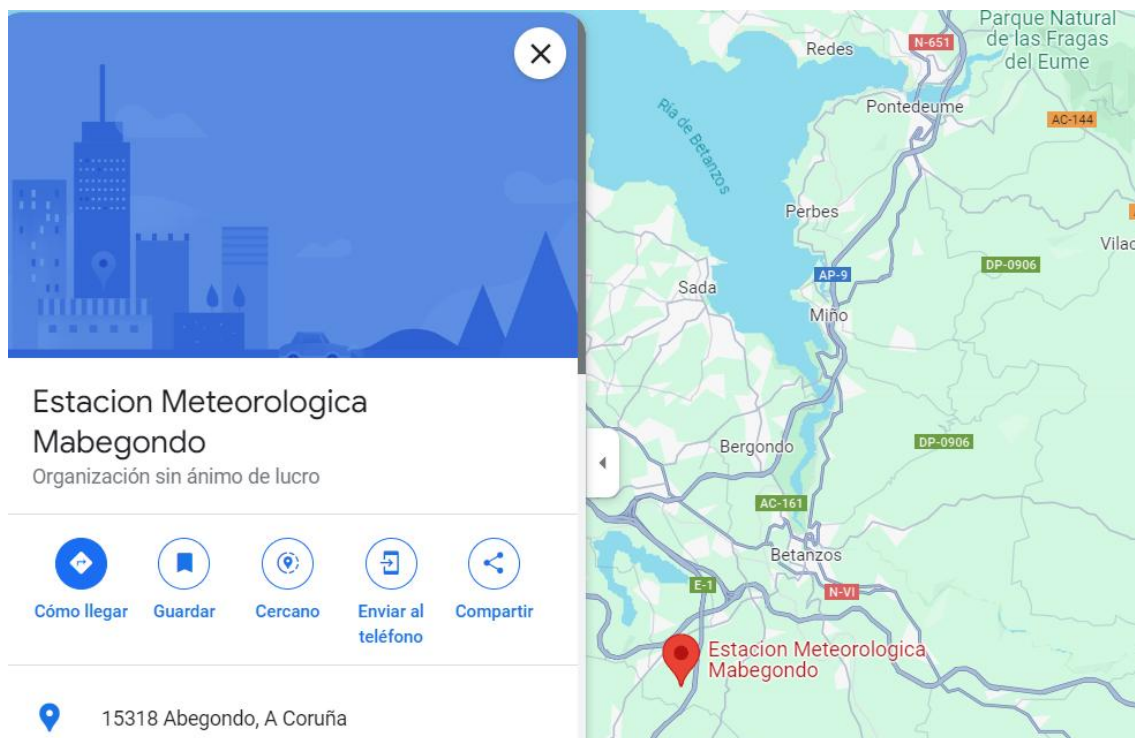 Estacion Meteorologica
Mabegondo
Organización sin ánimo de lucro
Cómo llegar
Guardar
Cercano
Enviar al
teléfono
Compartir
15318 Abegondo, A Coruña
Parque Natural
de las Fragas
del Eume
Redes
N-651
Pontedeume
AC-144
Ría de Betanzos
Perbes
Vilac
DP-0906
AP-9
Sada
Miño
Bergondo
DP-0906
AC-161
Betanzos
E-1
N-VI
Estacion Meteorologica
Mabegondo